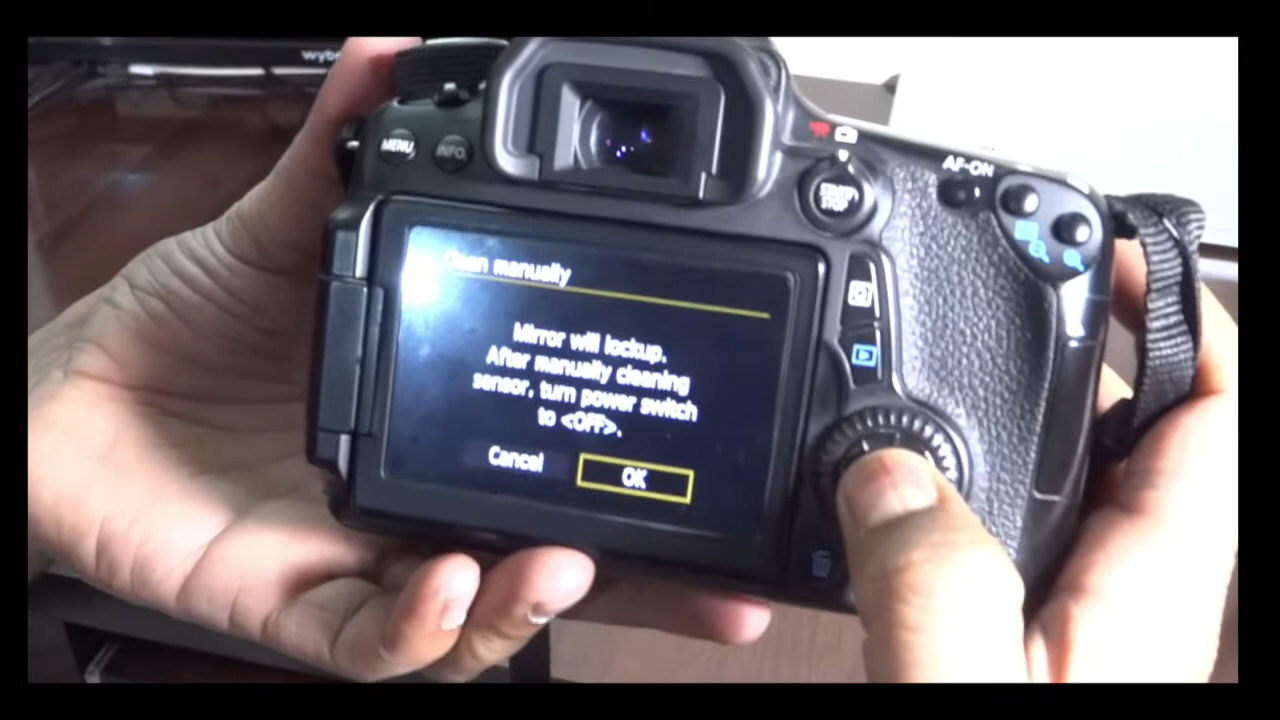 MENU
INFO.
AF-ON
START/
STOP
Clean manually
Mirror will lockup.
After manually cleaning
sensor, turn power switch
to <OFF>.
Cancel
OK